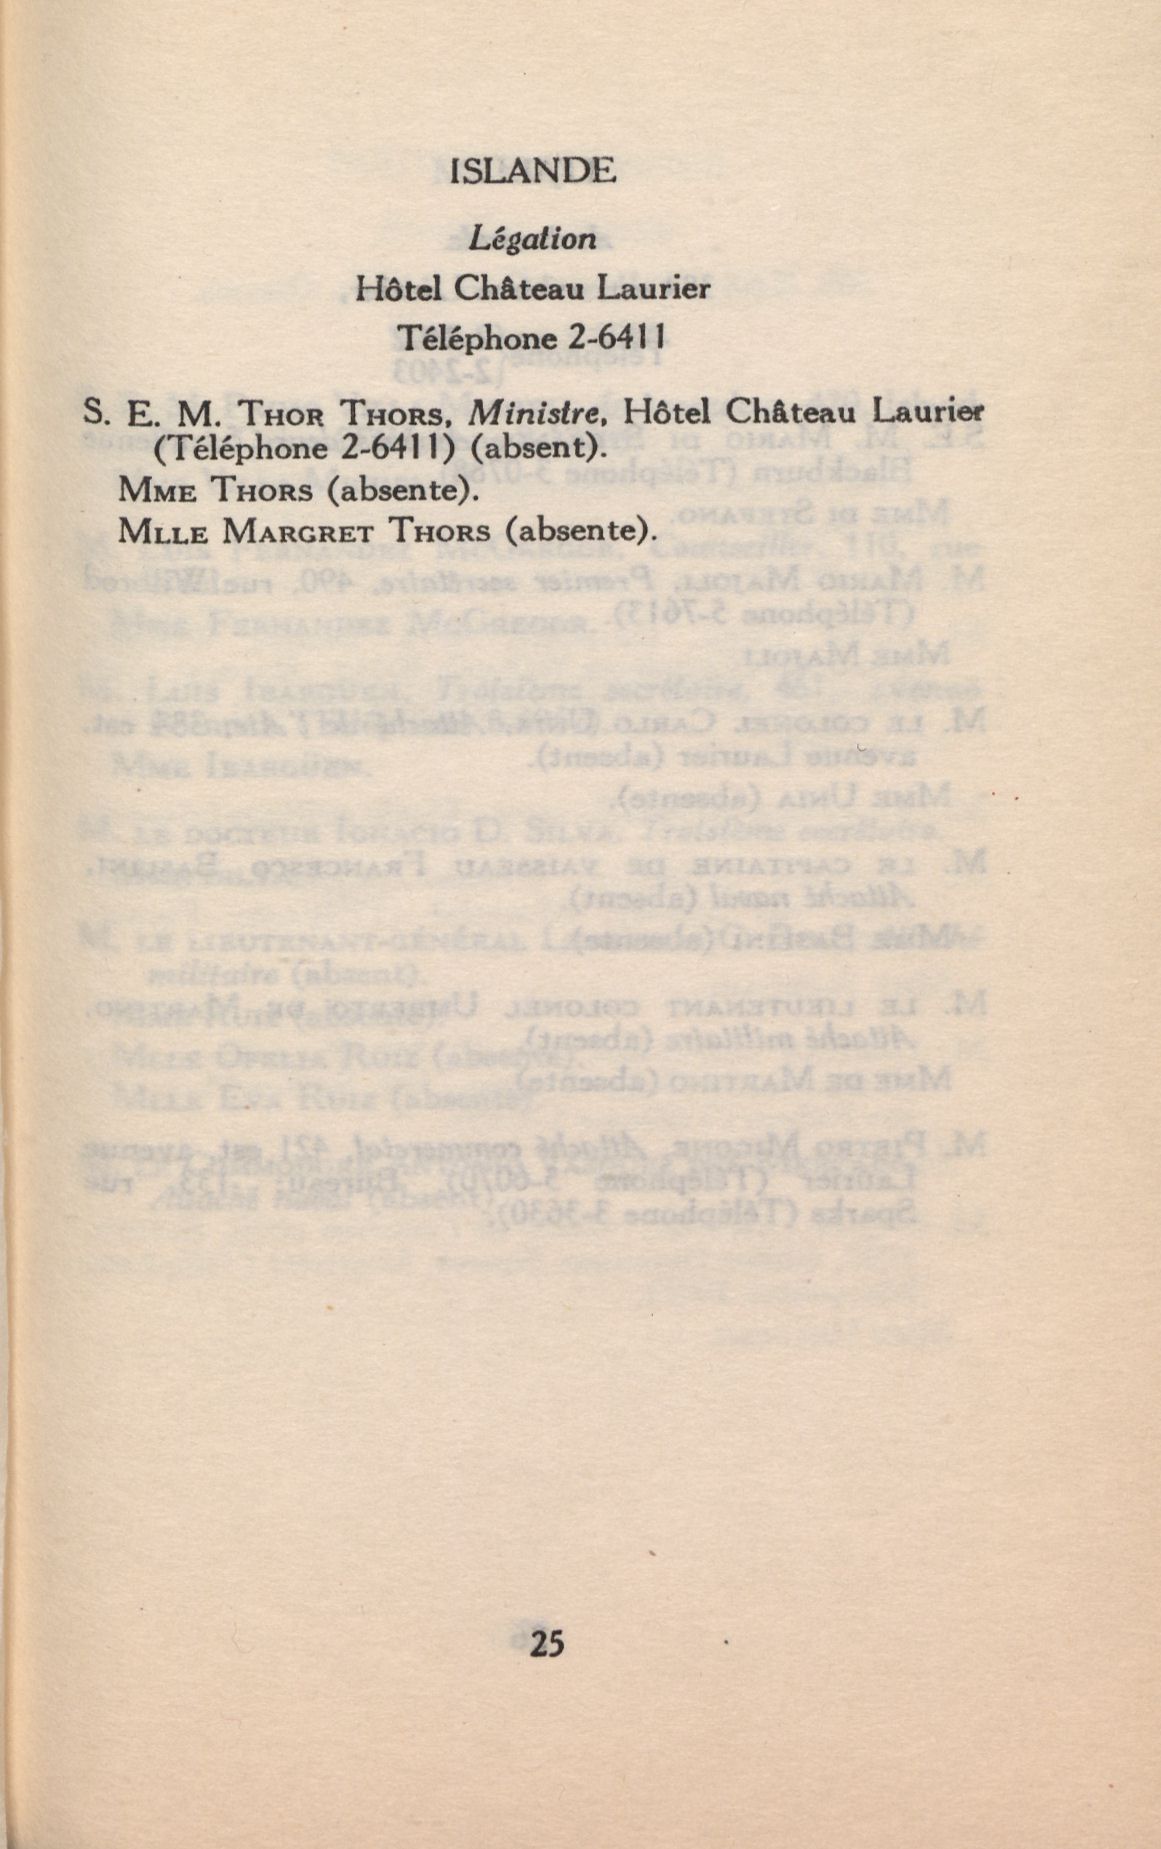 ISLANDE
Légation
Hôtel Château Laurier
Téléphone 2-6411
S. E. M. THOR THORS, Ministre, Hôtel Château Laurier
(Téléphone 2-6411) (absent).
MME THORS (absente).
MLLE MARGRET THORS (absente).
25